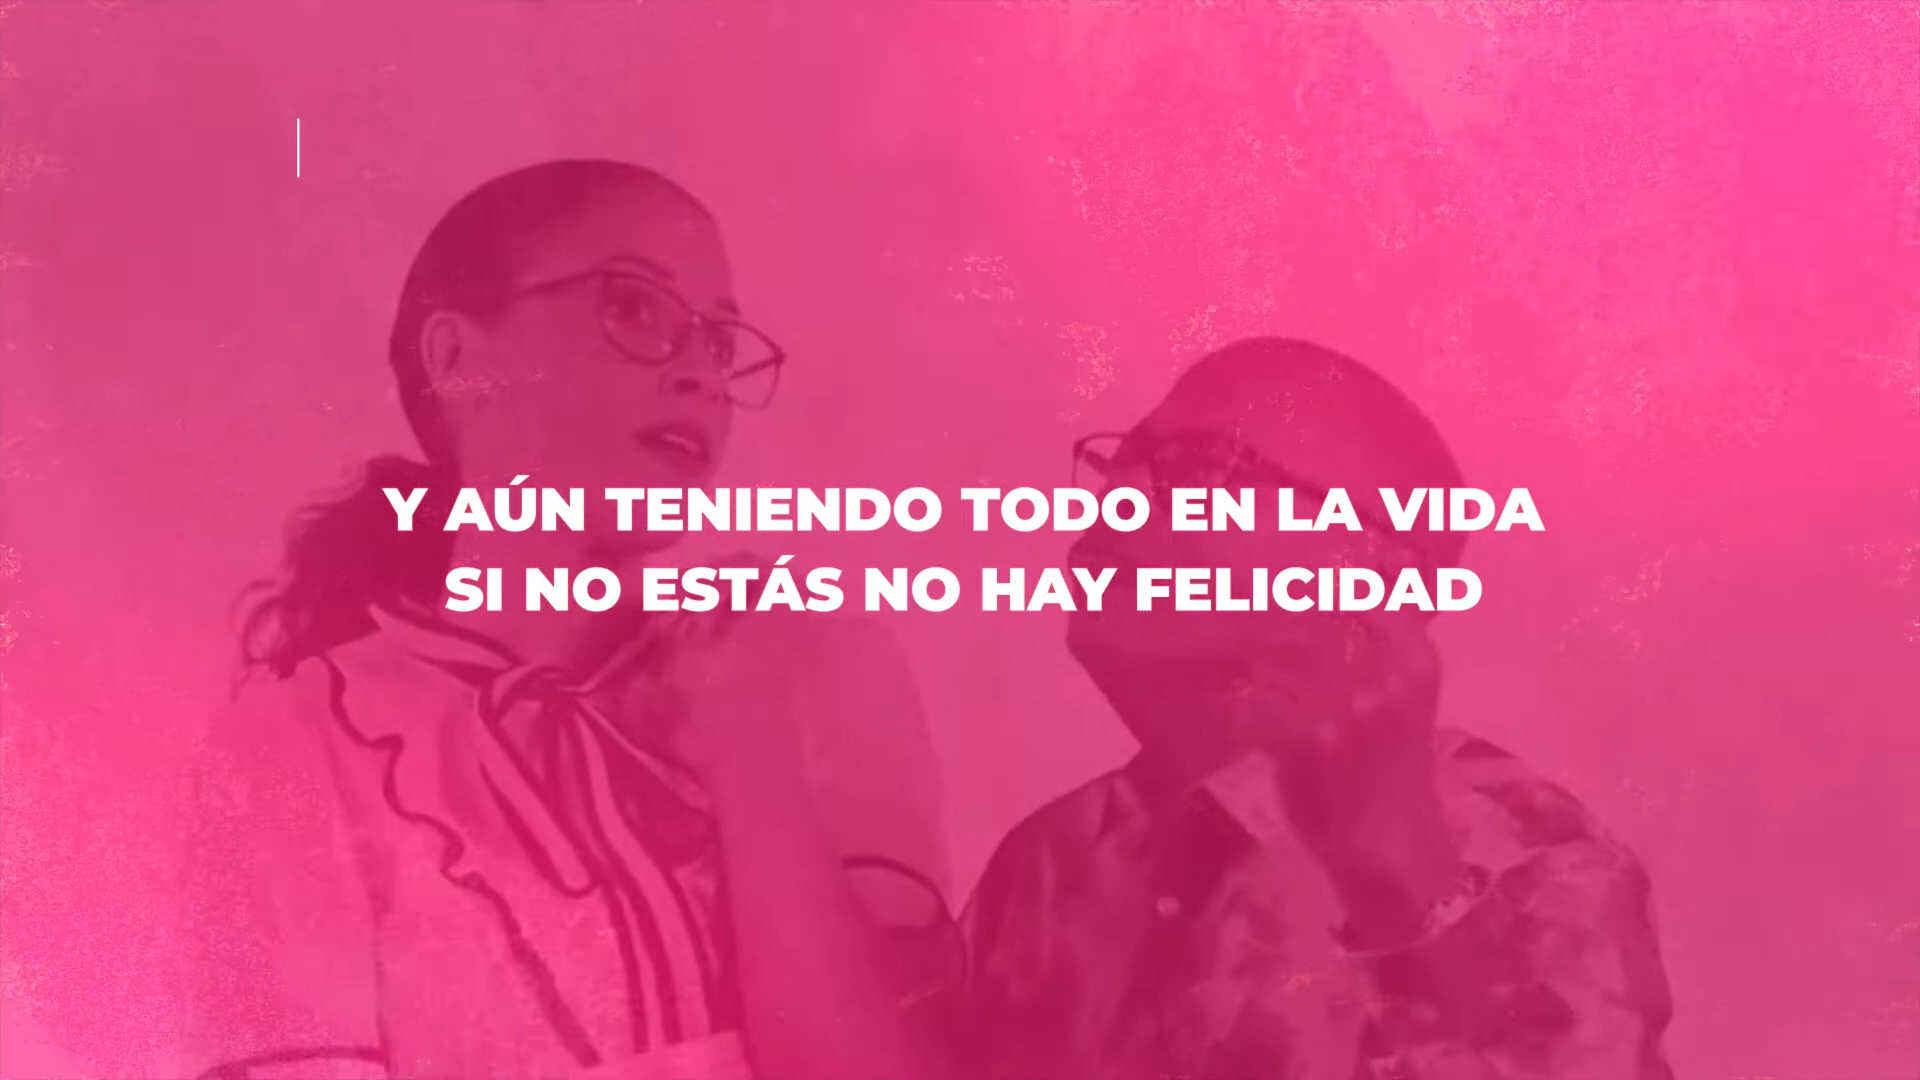 Y AÚN TENIENDO TODO EN LA VIDA
SI NO ESTÁS NO HAY FELICIDAD